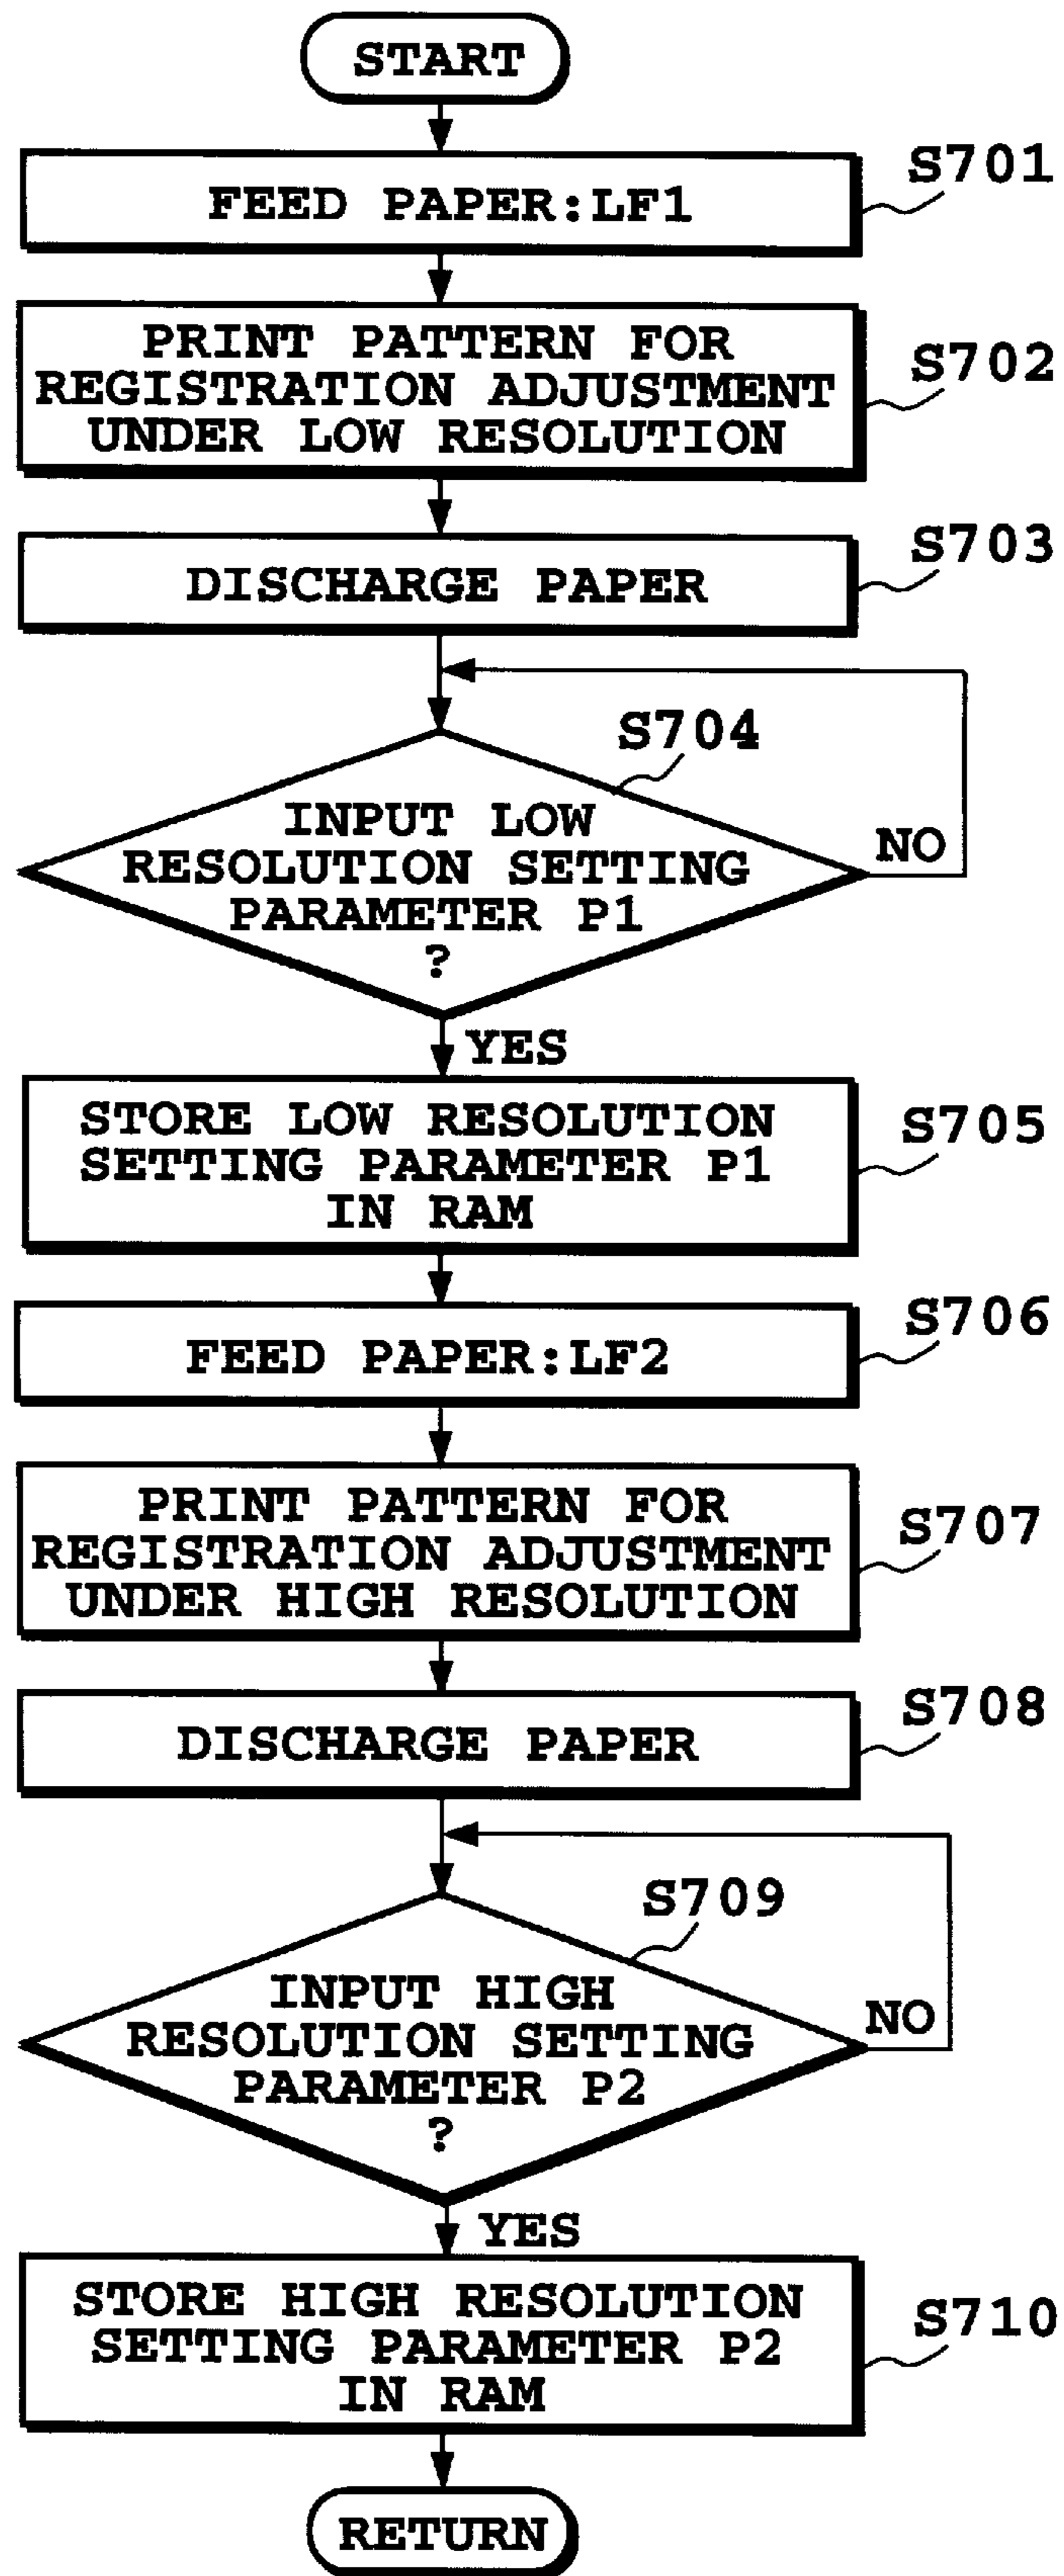 START
S701
FEED PAPER:LF1
S702
PRINT PATTERN FOR
REGISTRATION ADJUSTMENT
UNDER LOW RESOLUTION
S703
DISCHARGE PAPER
S704
INPUT LOW
RESOLUTION SETTING
PARAMETER P1
?
NO
YES
STORE LOW RESOLUTION
SETTING PARAMETER P1
IN RAM
S705
S706
FEED PAPER:LF2
PRINT PATTERN FOR
REGISTRATION ADJUSTMENT
UNDER HIGH RESOLUTION
S707
S708
DISCHARGE PAPER
S709
INPUT HIGH
RESOLUTION SETTING
PARAMETER P2
?
NO
YES
STORE HIGH RESOLUTION
SETTING PARAMETER P2
IN RAM
S710
RETURN